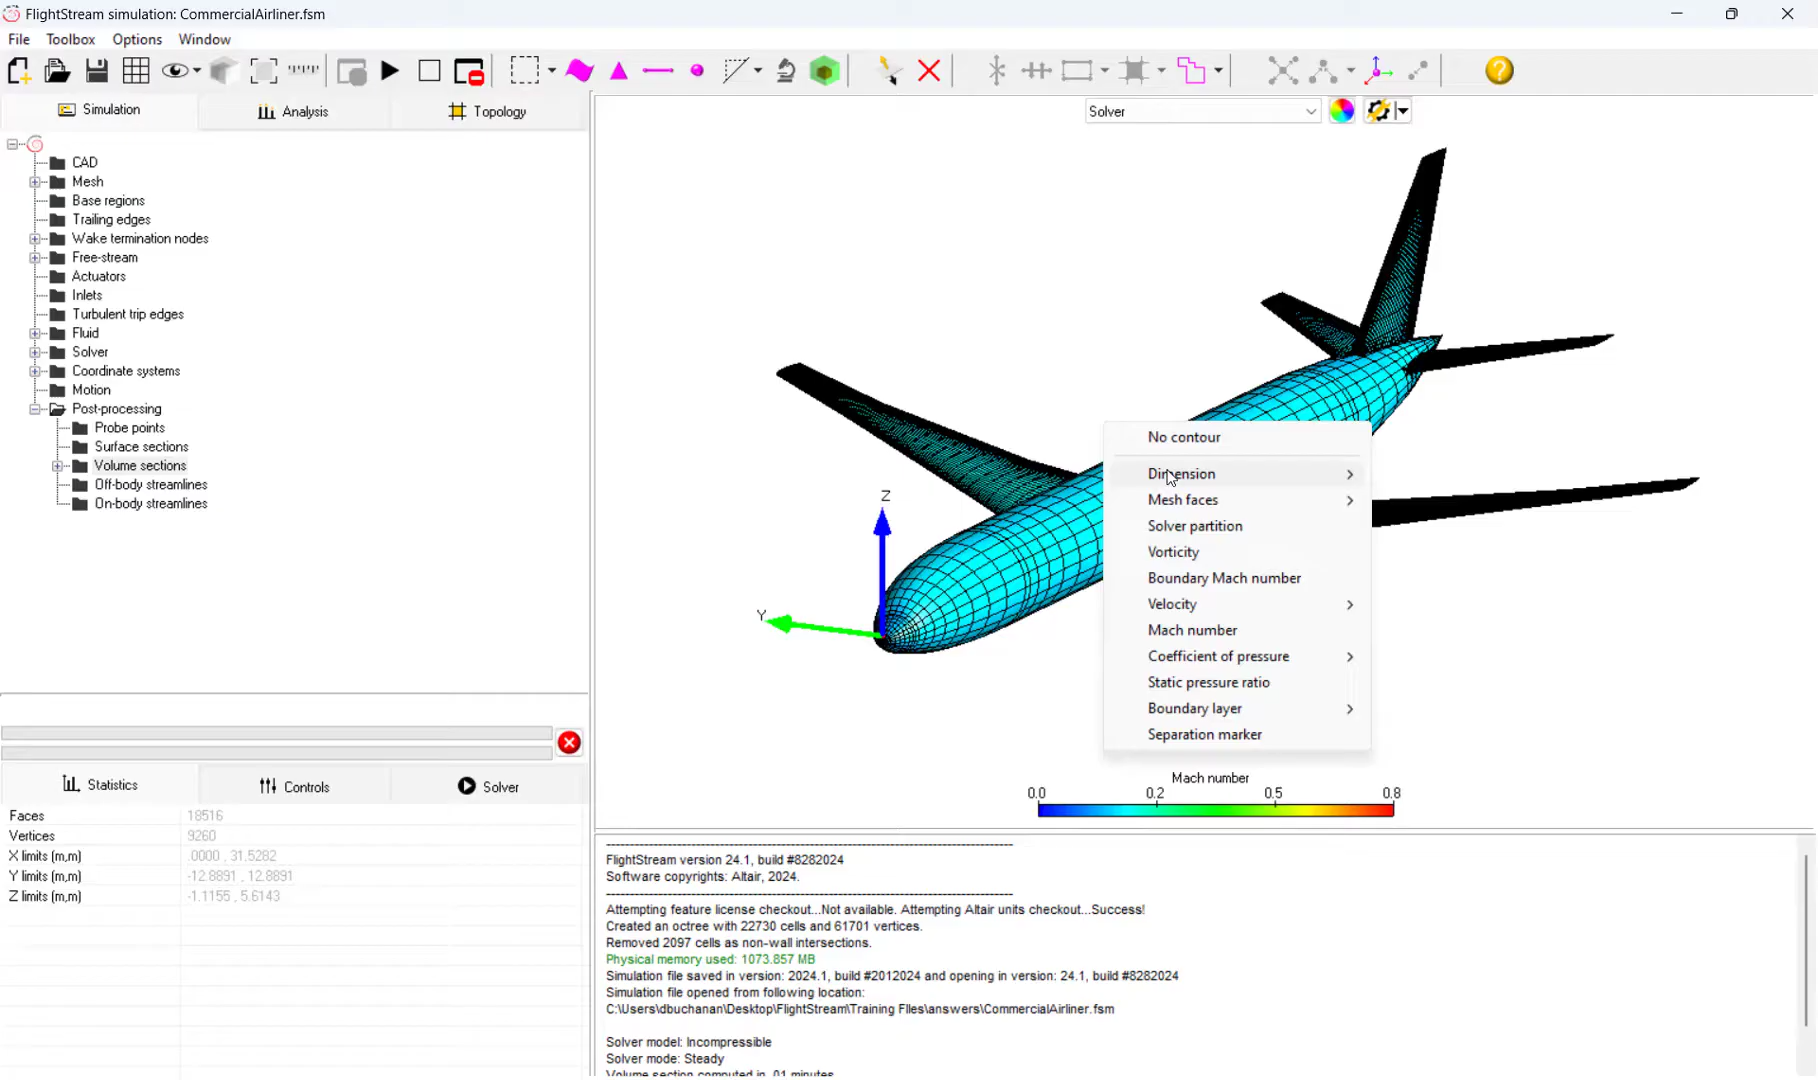 FlightStream simulation: CommercialAirliner.fsm
File Toolbox Options Window
Simulation Analysis Topology
Solver
CAD
Mesh
Base regions
Trailing edges
Wake termination nodes
Free-stream
Actuators
Inlets
Turbulent trip edges
Fluid
Solver
Coordinate systems
Motion
Post-processing
Probe points
Surface sections
Volume sections
Off-body streamlines
On-body streamlines
Z
Y
No contour
Dimension
Mesh faces
Solver partition
Vorticity
Boundary Mach number
Velocity
Mach number
Coefficient of pressure
Static pressure ratio
Boundary layer
Separation marker
Mach number
0.0 0.2 0.5 0.8
Statistics Controls Solver
Faces 18516
Vertices 9260
X limits (m,m) .0000 , 31.5282
Y limits (m,m) -12.8891 , 12.8891
Z limits (m,m) -1.1155 , 5.6143
FlightStream version 24.1, build #8282024
Software copyrights: Altair, 2024.
Attempting feature license checkout...Not available. Attempting Altair units checkout...Success!
Created an octree with 22730 cells and 61701 vertices.
Removed 2097 cells as non-wall intersections.
Physical memory used: 1073.857 MB
Simulation file saved in version: 2024.1, build #2012024 and opening in version: 24.1, build #8282024
Simulation file opened from following location:
C:\Users\dbuchanan\Desktop\FlightStream\Training FIles\answers\CommercialAirliner.fsm
Solver model: Incompressible
Solver mode: Steady
Volume section computed in .01 minutes